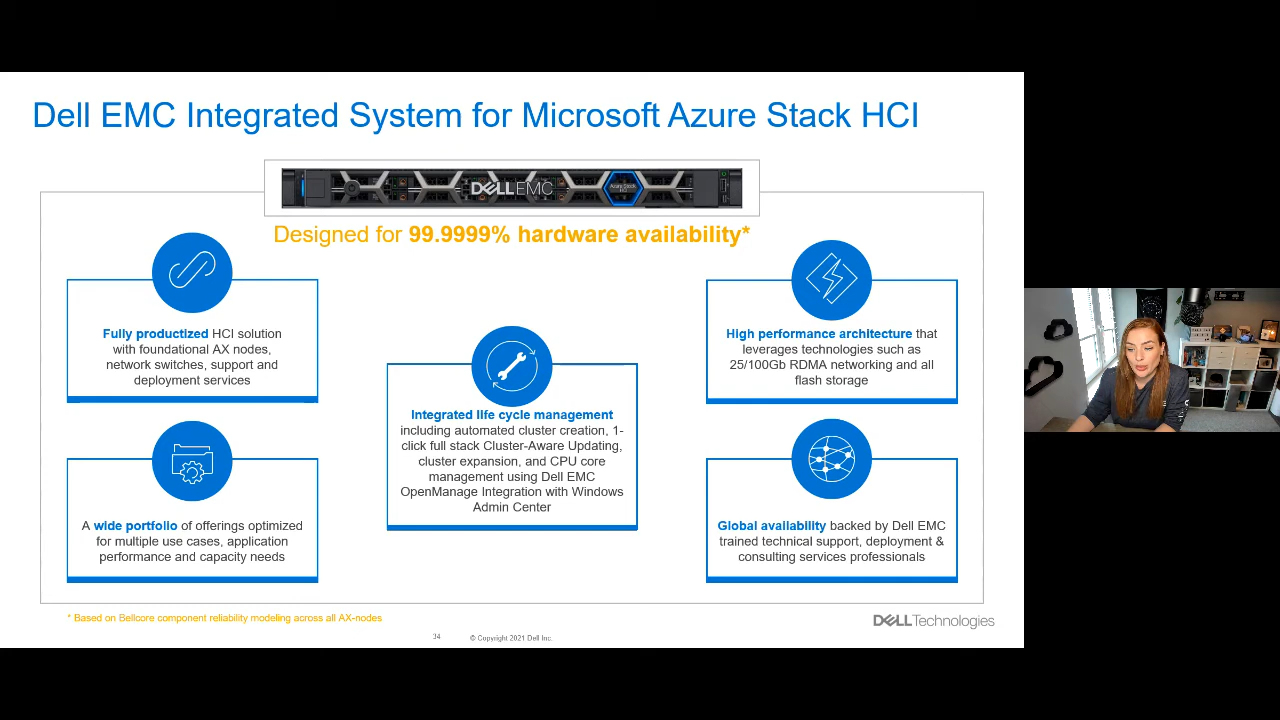 Dell EMC Integrated System for Microsoft Azure Stack HCI
DELLEMC
Azure Stack
HCI
Designed for 99.9999% hardware availability*
Fully productized HCI solution
with foundational AX nodes,
network switches, support and
deployment services
A wide portfolio of offerings optimized
for multiple use cases, application
performance and capacity needs
Integrated life cycle management
including automated cluster creation, 1-
click full stack Cluster-Aware Updating,
cluster expansion, and CPU core
management using Dell EMC
OpenManage Integration with Windows
Admin Center
High performance architecture that
leverages technologies such as
25/100Gb RDMA networking and all
flash storage
Global availability backed by Dell EMC
trained technical support, deployment &
consulting services professionals
* Based on Bellcore component reliability modeling across all AX-nodes
DELLTechnologies
34
© Copyright 2021 Dell Inc.